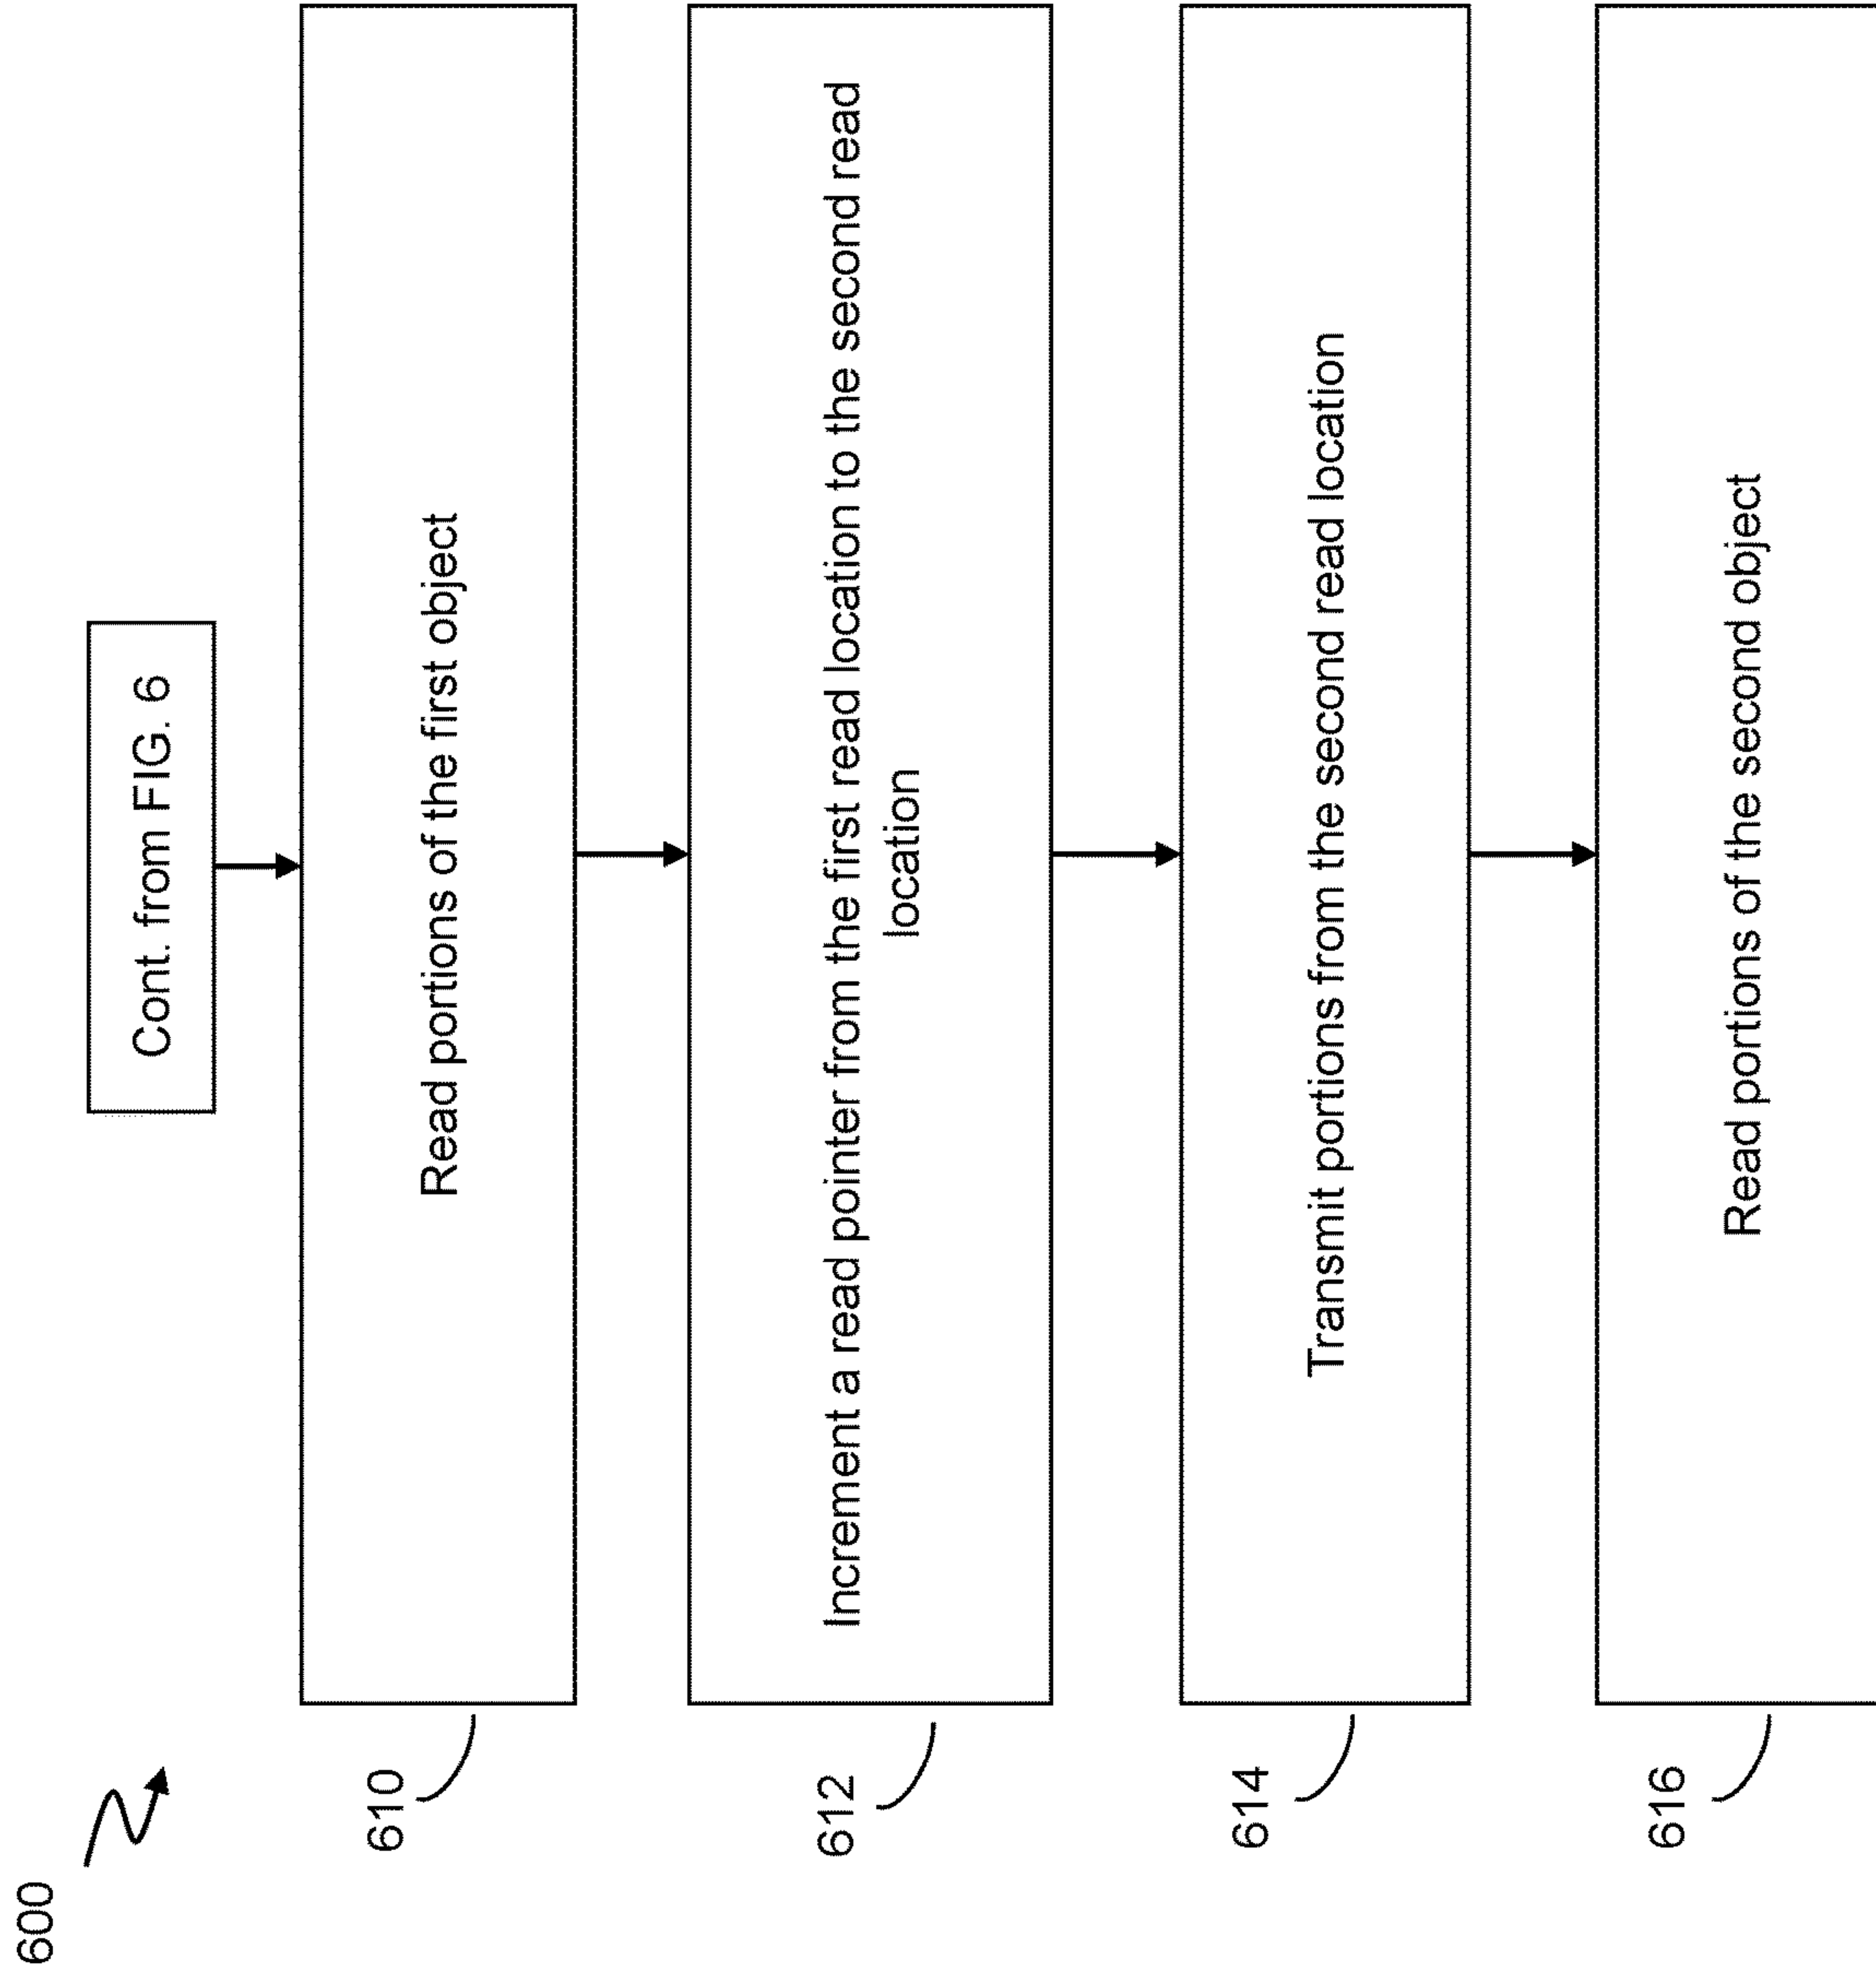 600
Cont. from FIG. 6
610
Read portions of the first object
612
Increment a read pointer from the first read location to the second read
location
614
Transmit portions from the second read location
616
Read portions of the second object